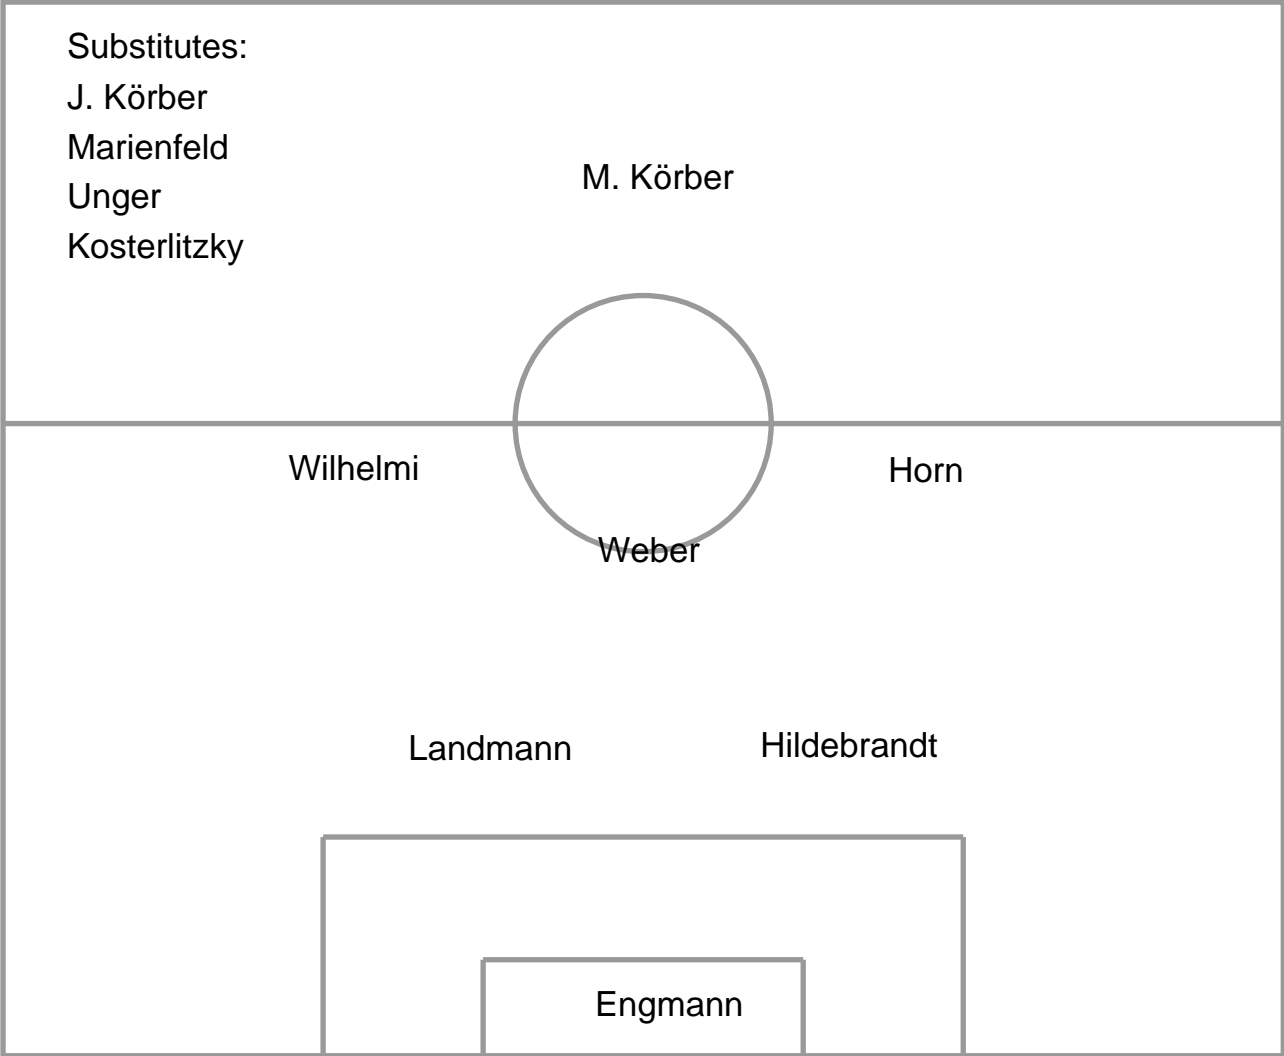 Substitutes:
J. Körber
Marienfeld
Unger
Kosterlitzky
M. Körber
Wilhelmi
Horn
Weber
Landmann
Hildebrandt
Engmann